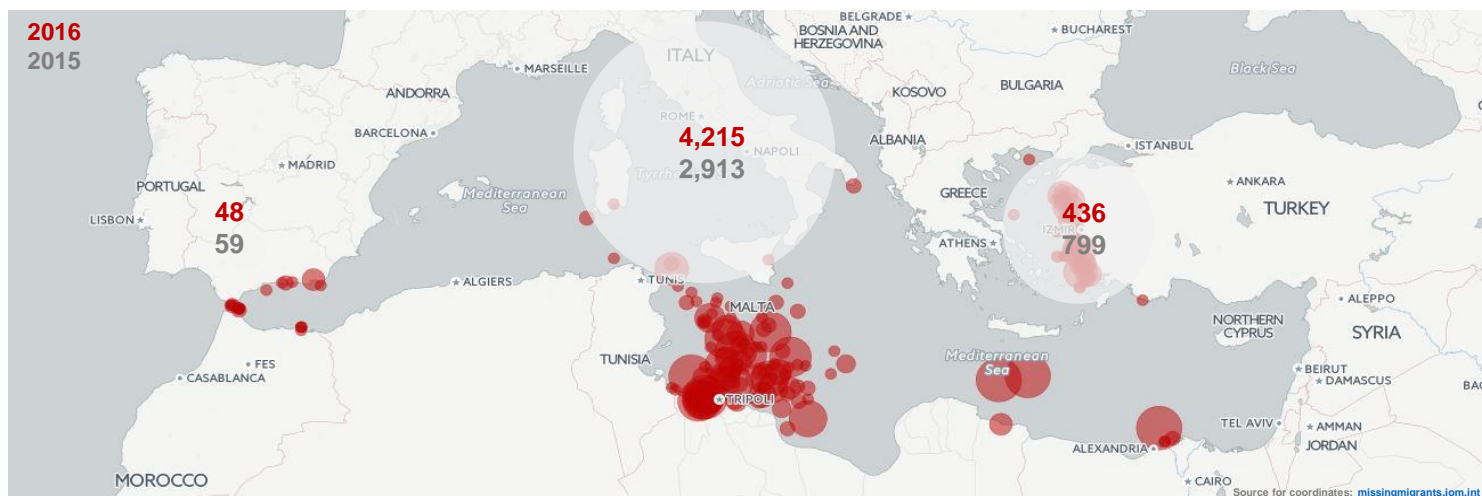 2016
2015
BELGRADE
BOSNIA AND
HERZEGOVINA
BUCHAREST
ITALY
MARSEILLE
Adriatic Sea
Black Sea
ANDORRA
KOSOVO
BULGARIA
ROME
BARCELONA
4,215
NAPOLI
ALBANIA
ISTANBUL
MADRID
2,913
Tyrrh
PORTUGAL
Mediterranean
Sea
GREECE
ANKARA
TURKEY
LISBON
48
59
436
IZMIR
799
ATHENS
ALGIERS
TUNIS
MALTA
ALEPPO
NORTHERN
CYPRUS
SYRIA
TUNISIA
Mediterranean
Sea
FES
CASABLANCA
BEIRUT
DAMASCUS
BAG
TRIPOLI
TEL AVIV
AMMAN
JORDAN
ALEXANDRIA
MOROCCO
CAIRO
Source for coordinates: missingmigrants.iom.int